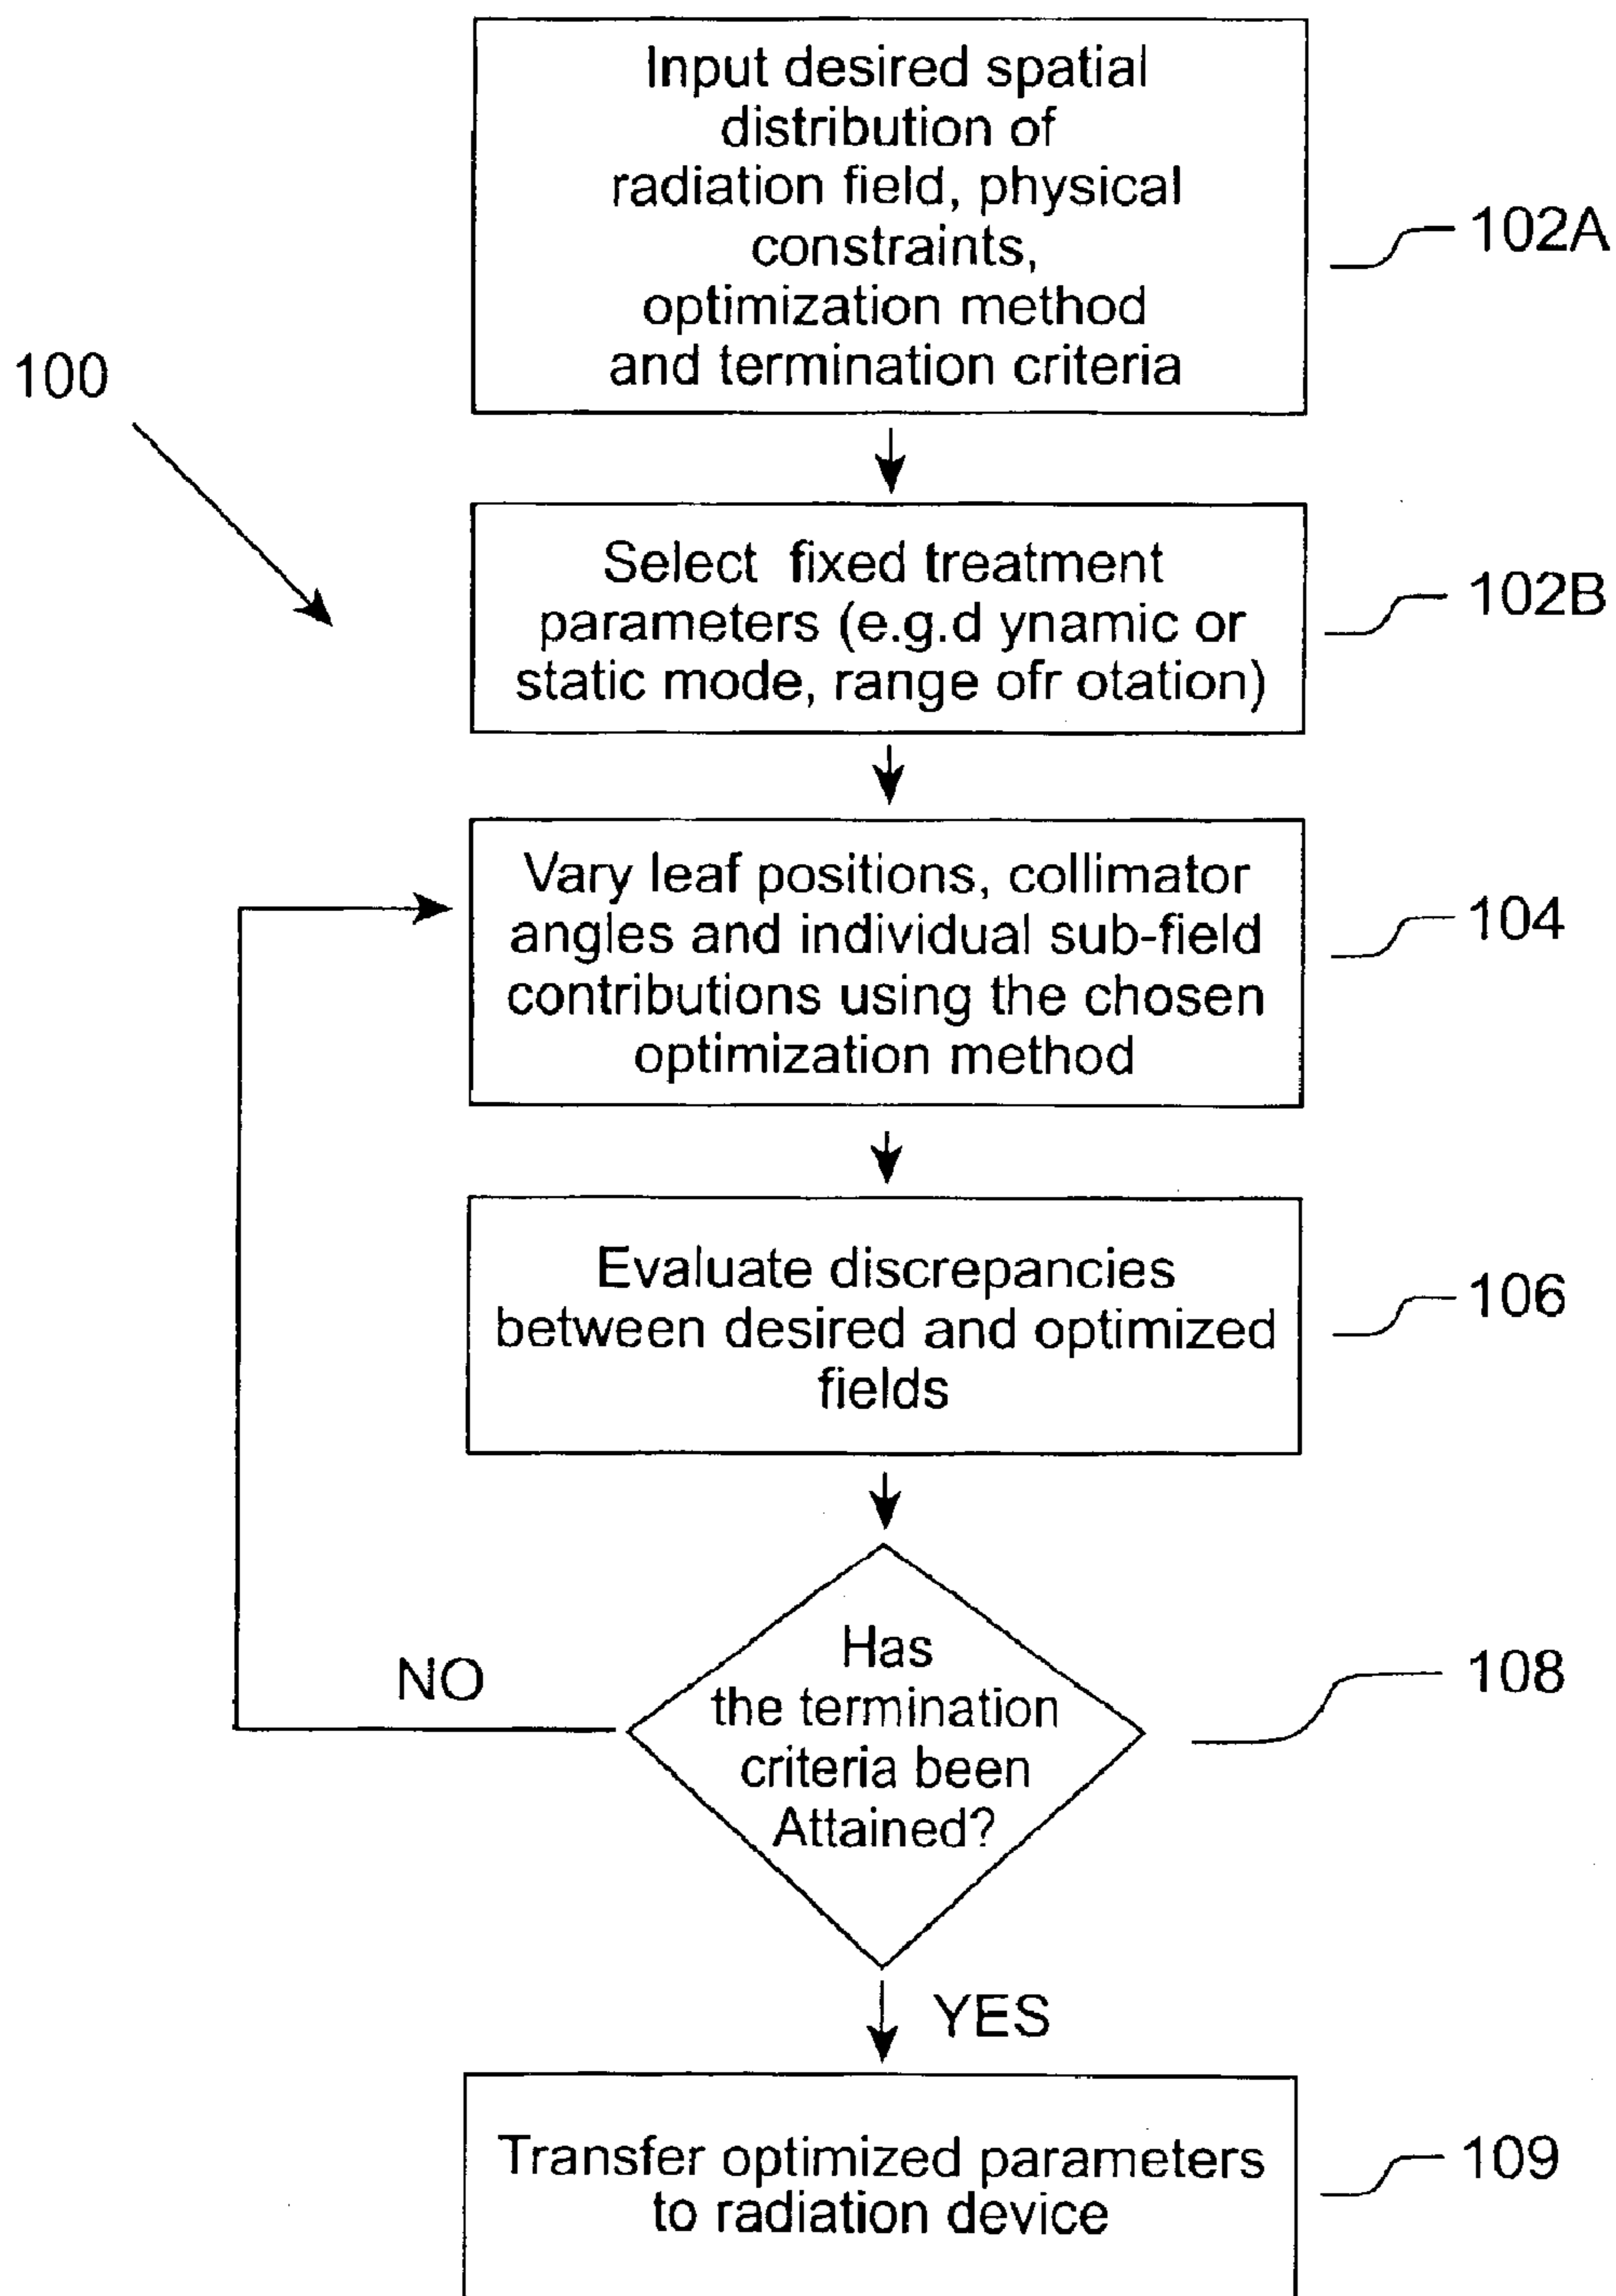 Input desired spatial
distribution of
radiation field, physical
constraints,
optimization method
and termination criteria
102A
100
Select fixed treatment
parameters (e.g.d ynamic or
static mode, range ofr otation)
102B
Vary leaf positions, collimator
angles and individual sub-field
contributions using the chosen
optimization method
104
Evaluate discrepancies
between desired and optimized
fields
106
Has
the termination
criteria been
Attained?
108
NO
YES
Transfer optimized parameters
to radiation device
109